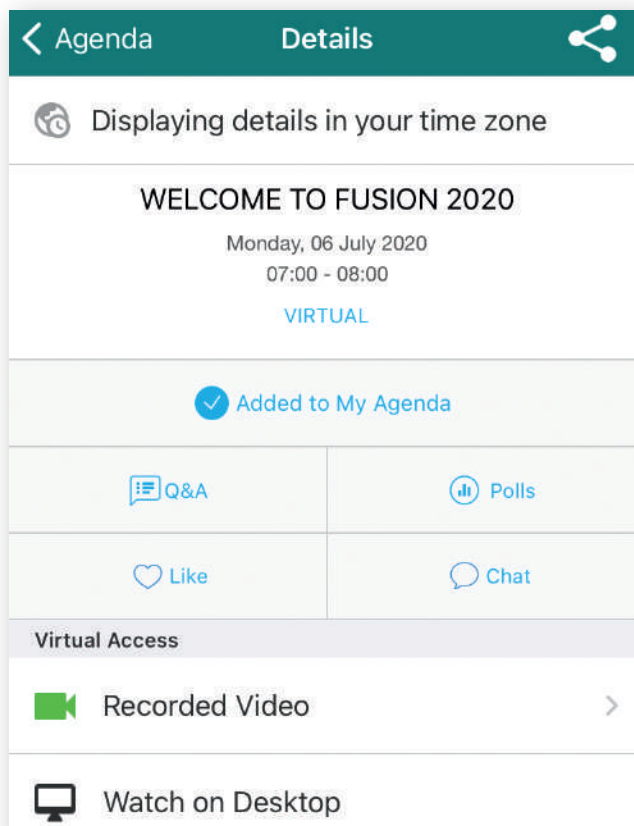 Agenda
Details
Displaying details in your time zone
WELCOME TO FUSION 2020
Monday, 06 July 2020
07:00 - 08:00
VIRTUAL
Added to My Agenda
Q&A
Polls
Like
Chat
Virtual Access
Recorded Video
Watch on Desktop